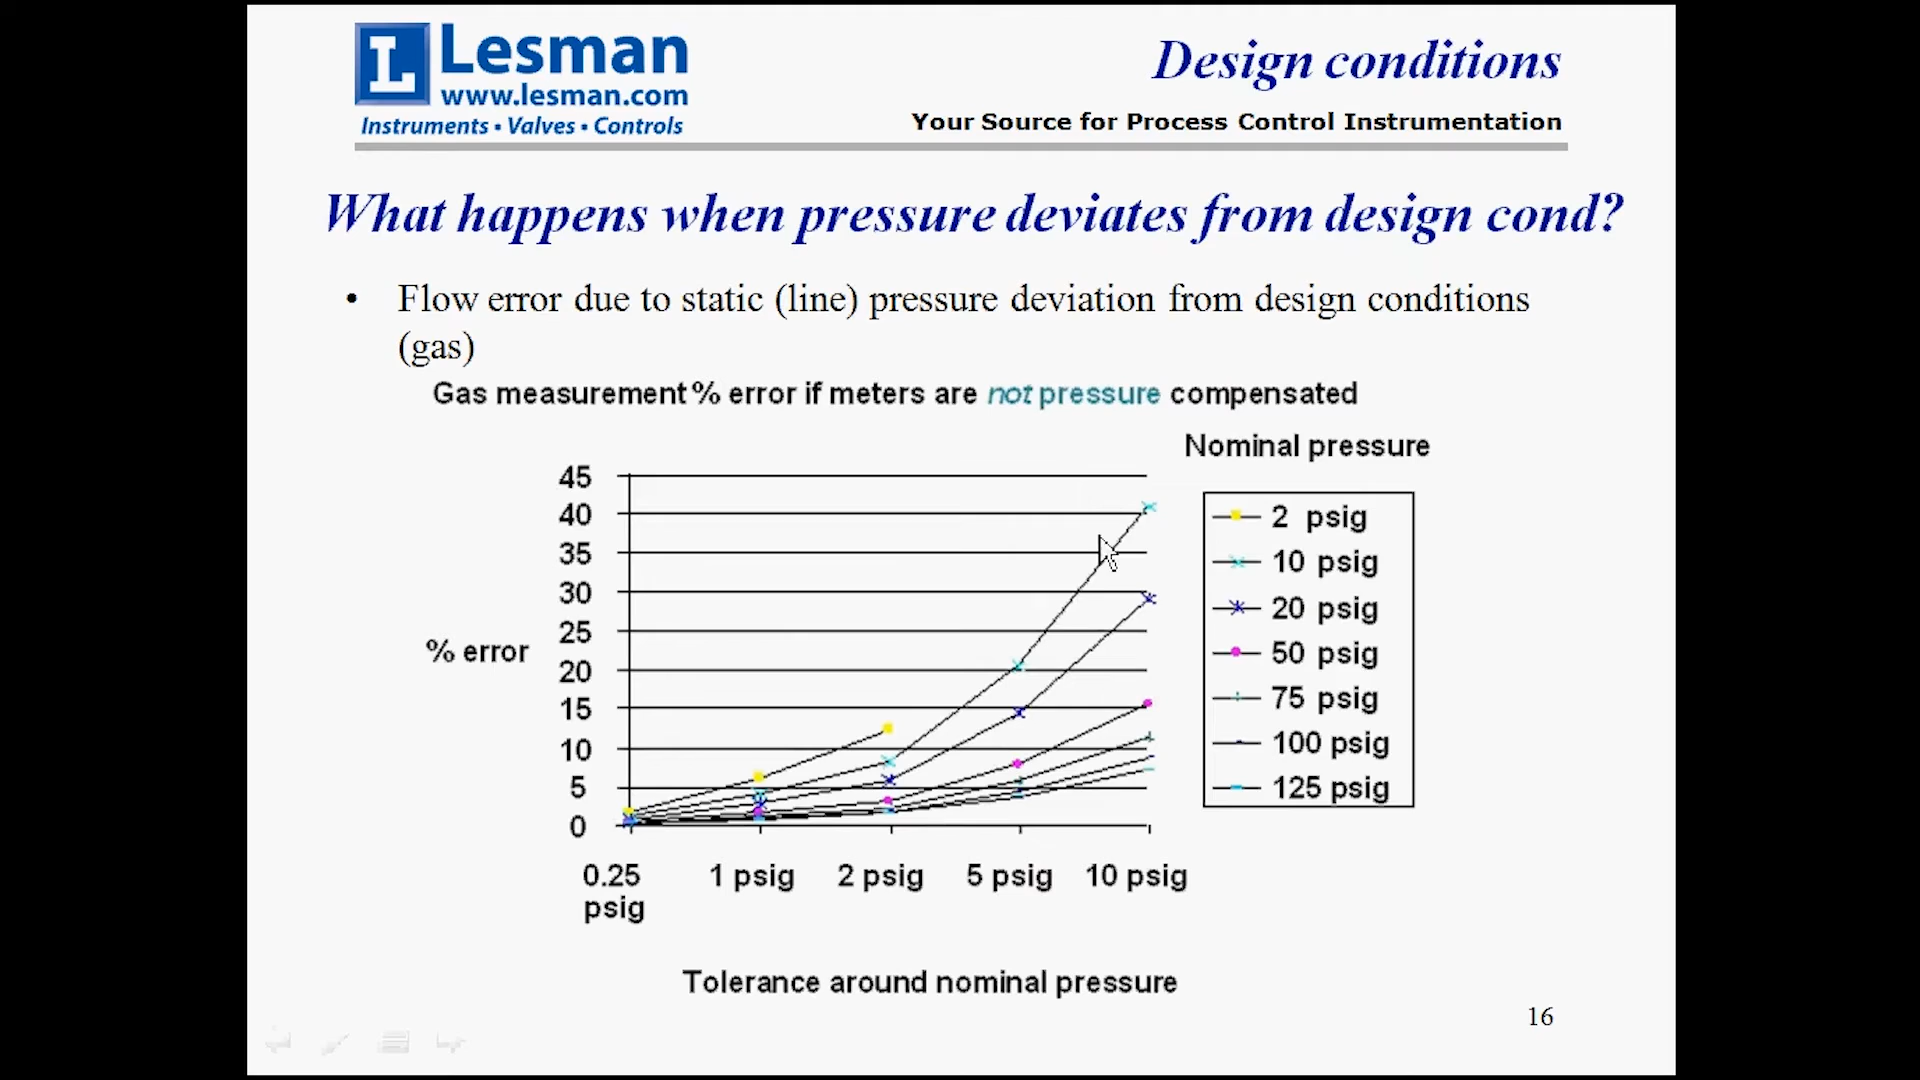 L Lesman
www.lesman.com
Instruments • Valves • Controls
Design conditions
Your Source for Process Control Instrumentation
What happens when pressure deviates from design cond?
• Flow error due to static (line) pressure deviation from design conditions
(gas)
Gas measurement % error if meters are not pressure compensated
Nominal pressure
45
40
35
30
25
20
15
10
5
0
% error
2 psig
10 psig
20 psig
50 psig
75 psig
100 psig
125 psig
0.25 psig
1 psig
2 psig
5 psig
10 psig
Tolerance around nominal pressure
16